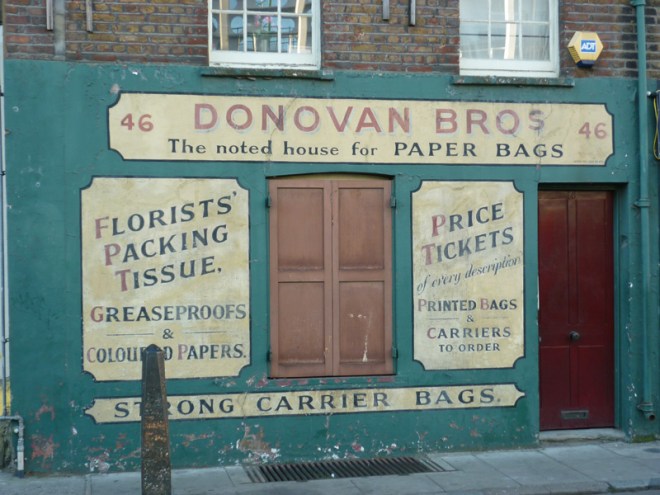 ADT
46 DONOVAN BROS 46
The noted house for PAPER BAGS
FLORISTS'
PACKING
TISSUE.
GREASEPROOFS
&
COLOURED PAPERS.
PRICE
TICKETS
of every description
PRINTED BAGS
&
CARRIERS
TO ORDER
STRONG CARRIER BAGS.